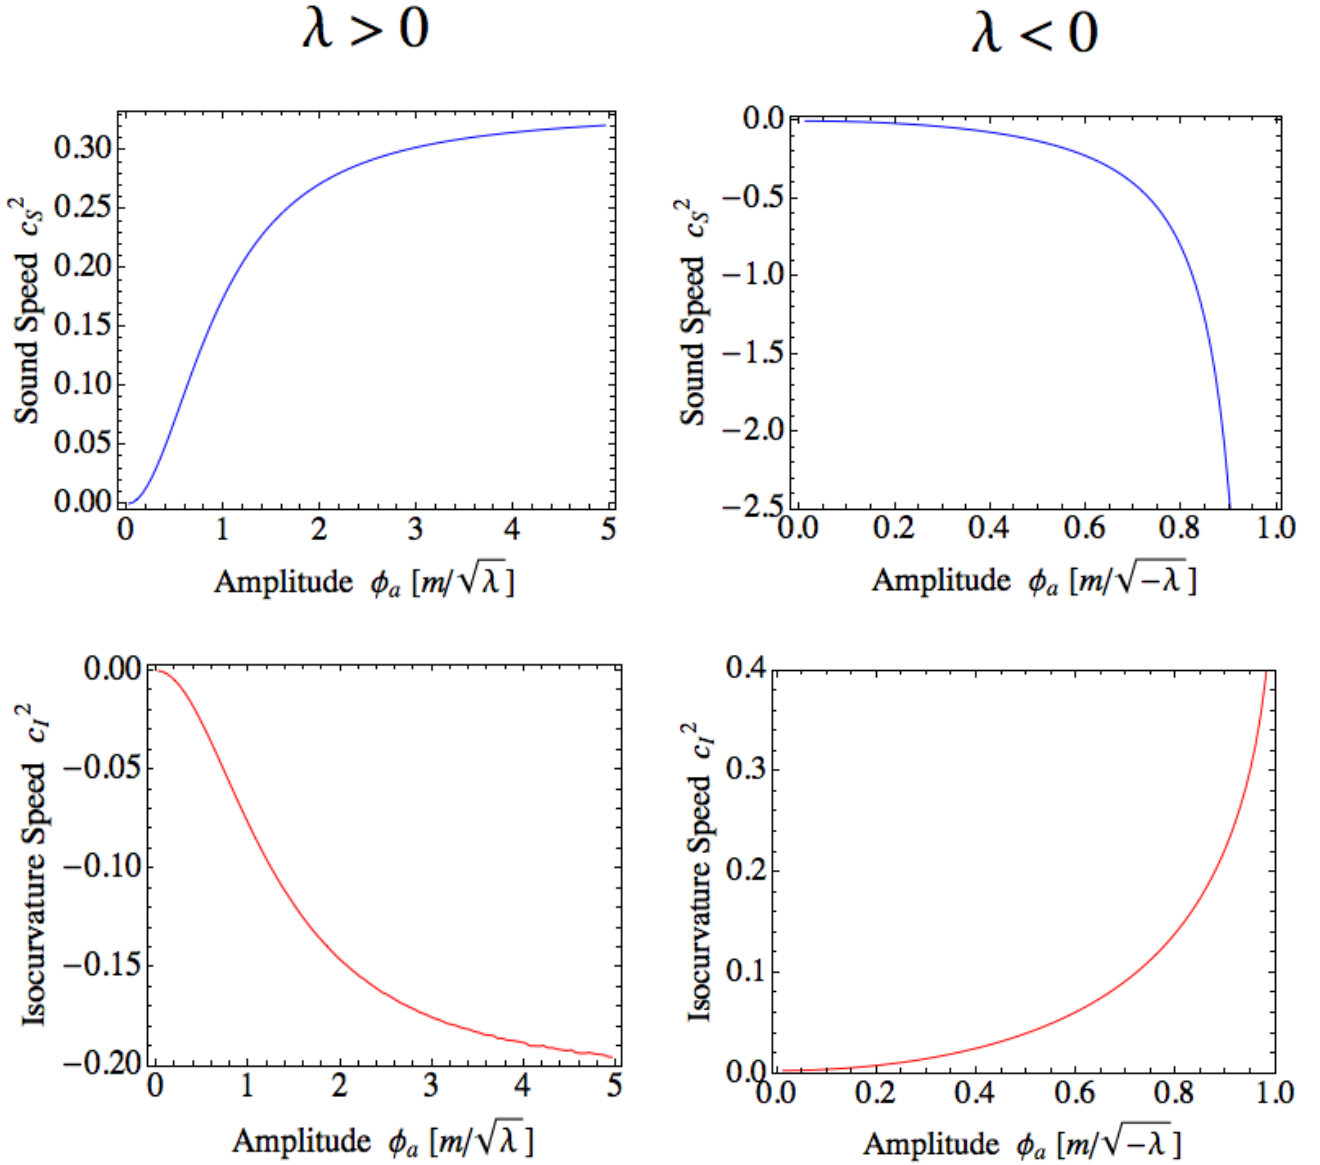 λ > 0
λ < 0
Sound Speed c_S^2
0.30
0.25
0.20
0.15
0.10
0.05
0.00
0 1 2 3 4 5
Amplitude ϕ_a [m/√λ]
Sound Speed c_S^2
0.0
−0.5
−1.0
−1.5
−2.0
−2.5
0.0 0.2 0.4 0.6 0.8 1.0
Amplitude ϕ_a [m/√−λ]
Isocurvature Speed c_I^2
0.00
−0.05
−0.10
−0.15
−0.20
0 1 2 3 4 5
Amplitude ϕ_a [m/√λ]
Isocurvature Speed c_I^2
0.4
0.3
0.2
0.1
0.0
0.0 0.2 0.4 0.6 0.8 1.0
Amplitude ϕ_a [m/√−λ]